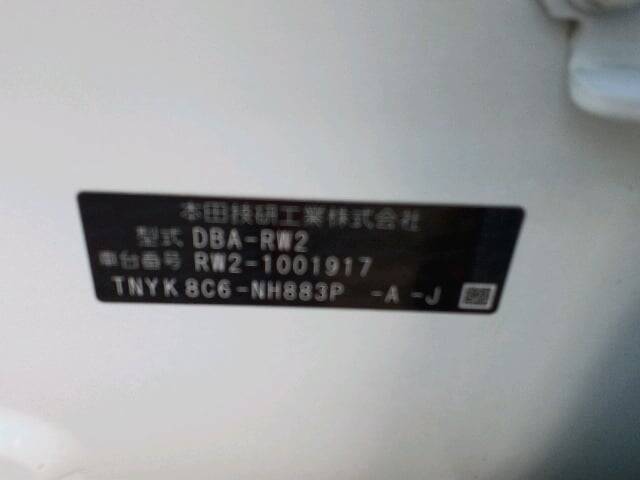 本田技研工業株式会社
型式 DBA-RW2
車台番号 RW2-1001917
TNYK 8C6-NH883P -A -J